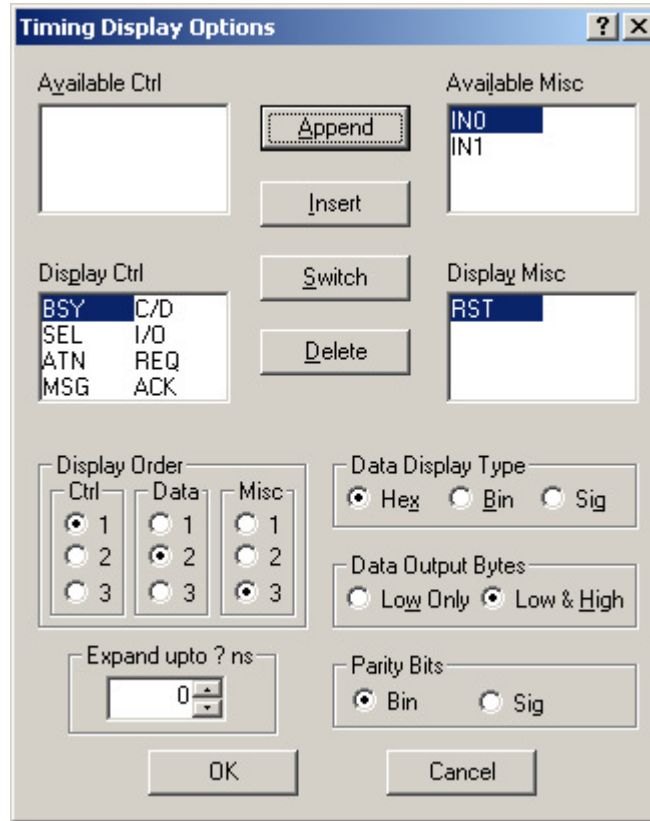 Timing Display Options
Available Ctrl
Append
Available Misc
IN0
IN1
Insert
Display Ctrl
BSY C/D
SEL I/O
ATN REQ
MSG ACK
Switch
Delete
Display Misc
RST
Display Order
Ctrl Data Misc
1 1 1
2 2 2
3 3 3
Data Display Type
Hex Bin Sig
Data Output Bytes
Low Only Low & High
Expand upto ? ns
0
Parity Bits
Bin Sig
OK Cancel